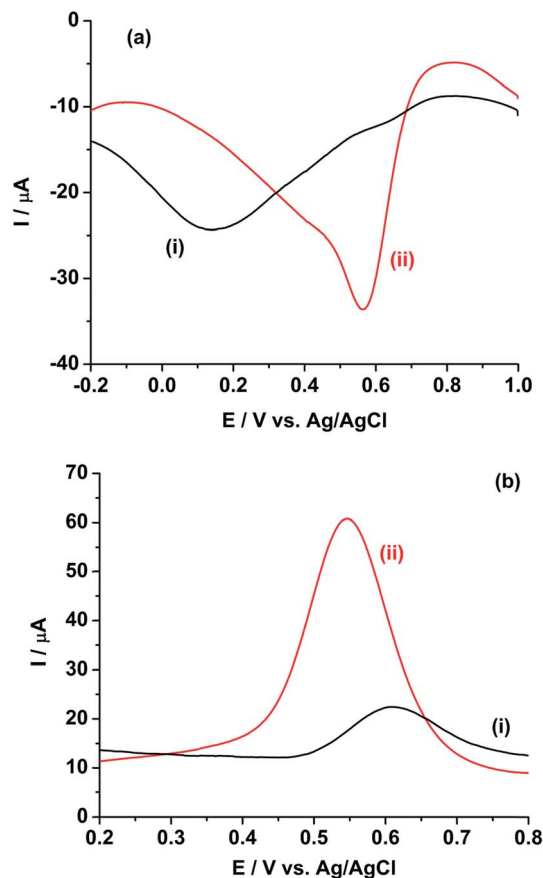 (a)
0
-10
-20
-30
-40
I / µA
(i)
(ii)
-0.2 0.0 0.2 0.4 0.6 0.8 1.0
E / V vs. Ag/AgCl
(b)
70
60
50
40
30
20
10
0
I / µA
(ii)
(i)
0.2 0.3 0.4 0.5 0.6 0.7 0.8
E / V vs. Ag/AgCl